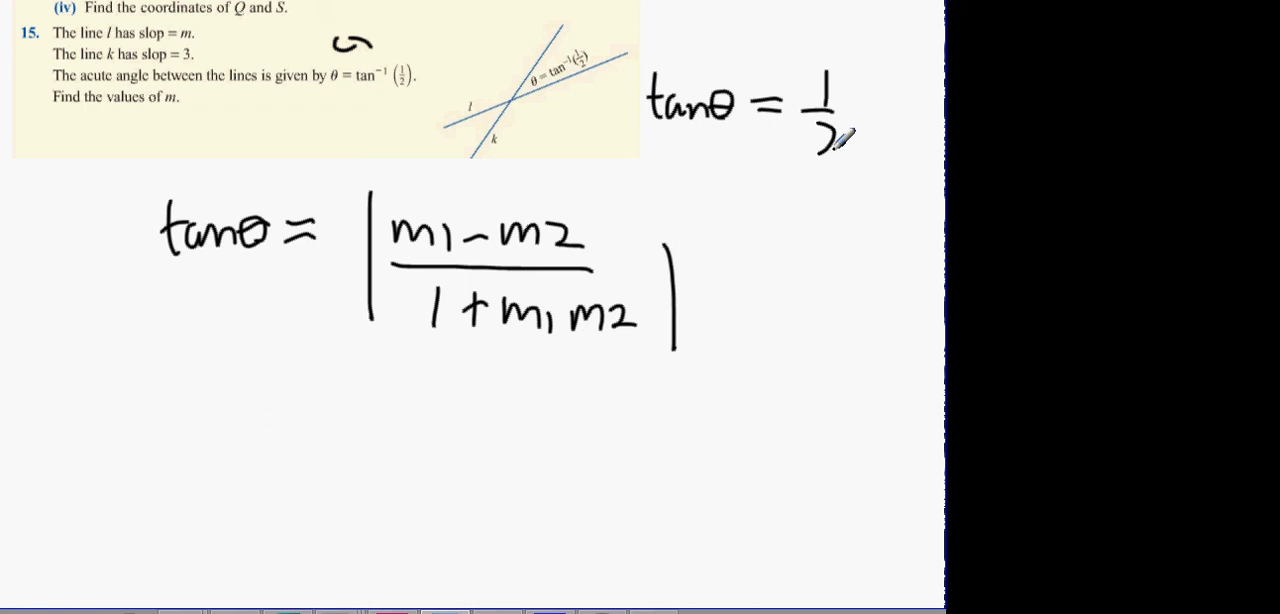 (iv) Find the coordinates of Q and S.
15. The line l has slop = m.
The line k has slop = 3.
The acute angle between the lines is given by θ = tan⁻¹ (1/2).
Find the values of m.
θ = tan⁻¹(1/2)
l
k
tanθ = 1/2
tanθ = | (m1 - m2) / (1 + m1 m2) |